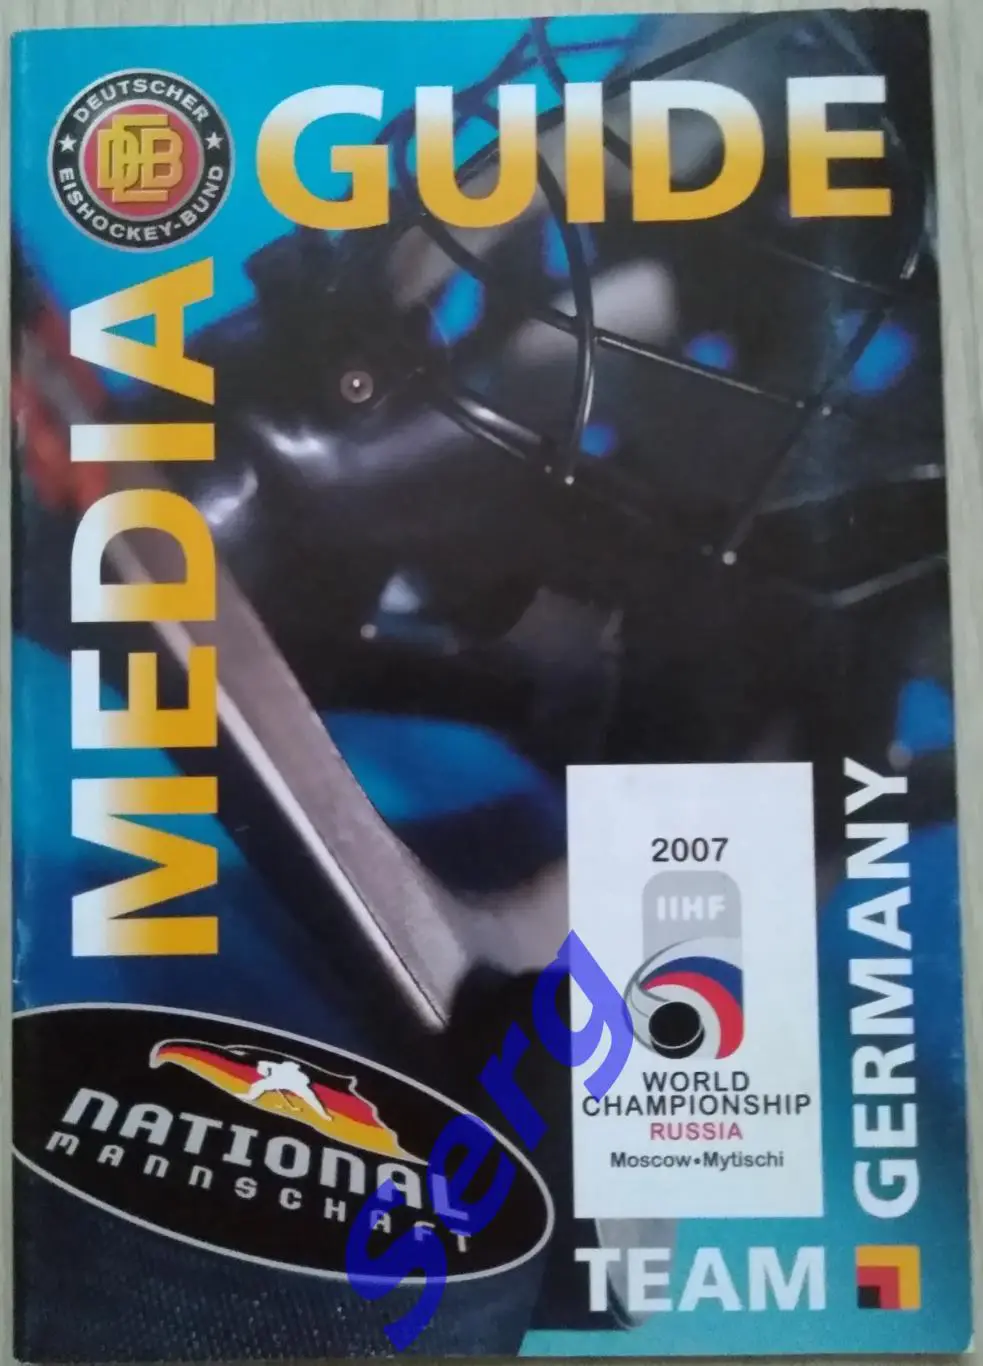 DEUTSCHER
EISHOCKEY-BUND
DEB
MEDIA
GUIDE
2007
IIHF
WORLD
CHAMPIONSHIP
RUSSIA
Moscow•Mytischi
NATIONAL
MANNSCHAFT
TEAM
GERMANY
Serg